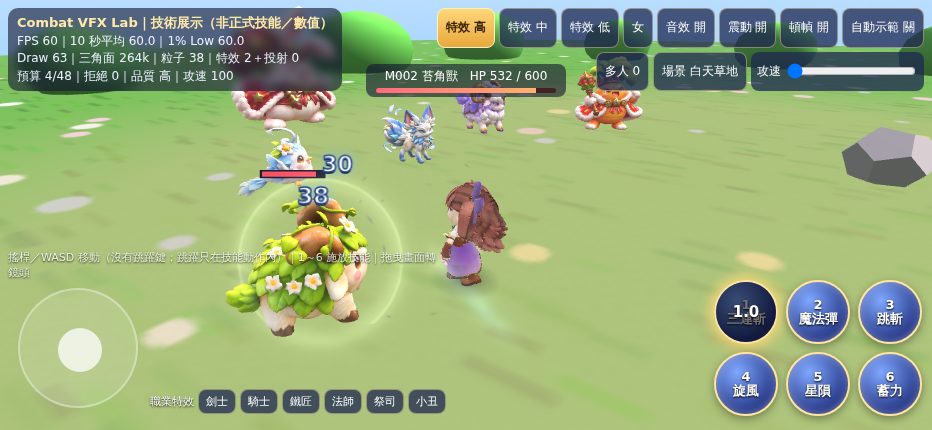 Combat VFX Lab｜技術展示（非正式技能／數值）
FPS 60｜10 秒平均 60.0｜1% Low 60.0
Draw 63｜三角面 264k｜粒子 38｜特效 2＋投射 0
預算 4/48｜拒絕 0｜品質 高｜攻速 100
特效 高
特效 中
特效 低
女
音效 開
震動 開
頓幀 開
自動示範 關
多人 0
場景 白天草地
攻速
M002 苔角獸 HP 532 / 600
30
38
搖桿／WASD 移動（沒有跳躍鍵；跳躍只在技能動作內）｜1～6 施放技能｜拖曳畫面轉
鏡頭
1
1.0
三連斬
2
魔法彈
3
跳斬
4
旋風
5
星隕
6
蓄力
職業特效
劍士
騎士
鐵匠
法師
祭司
小丑